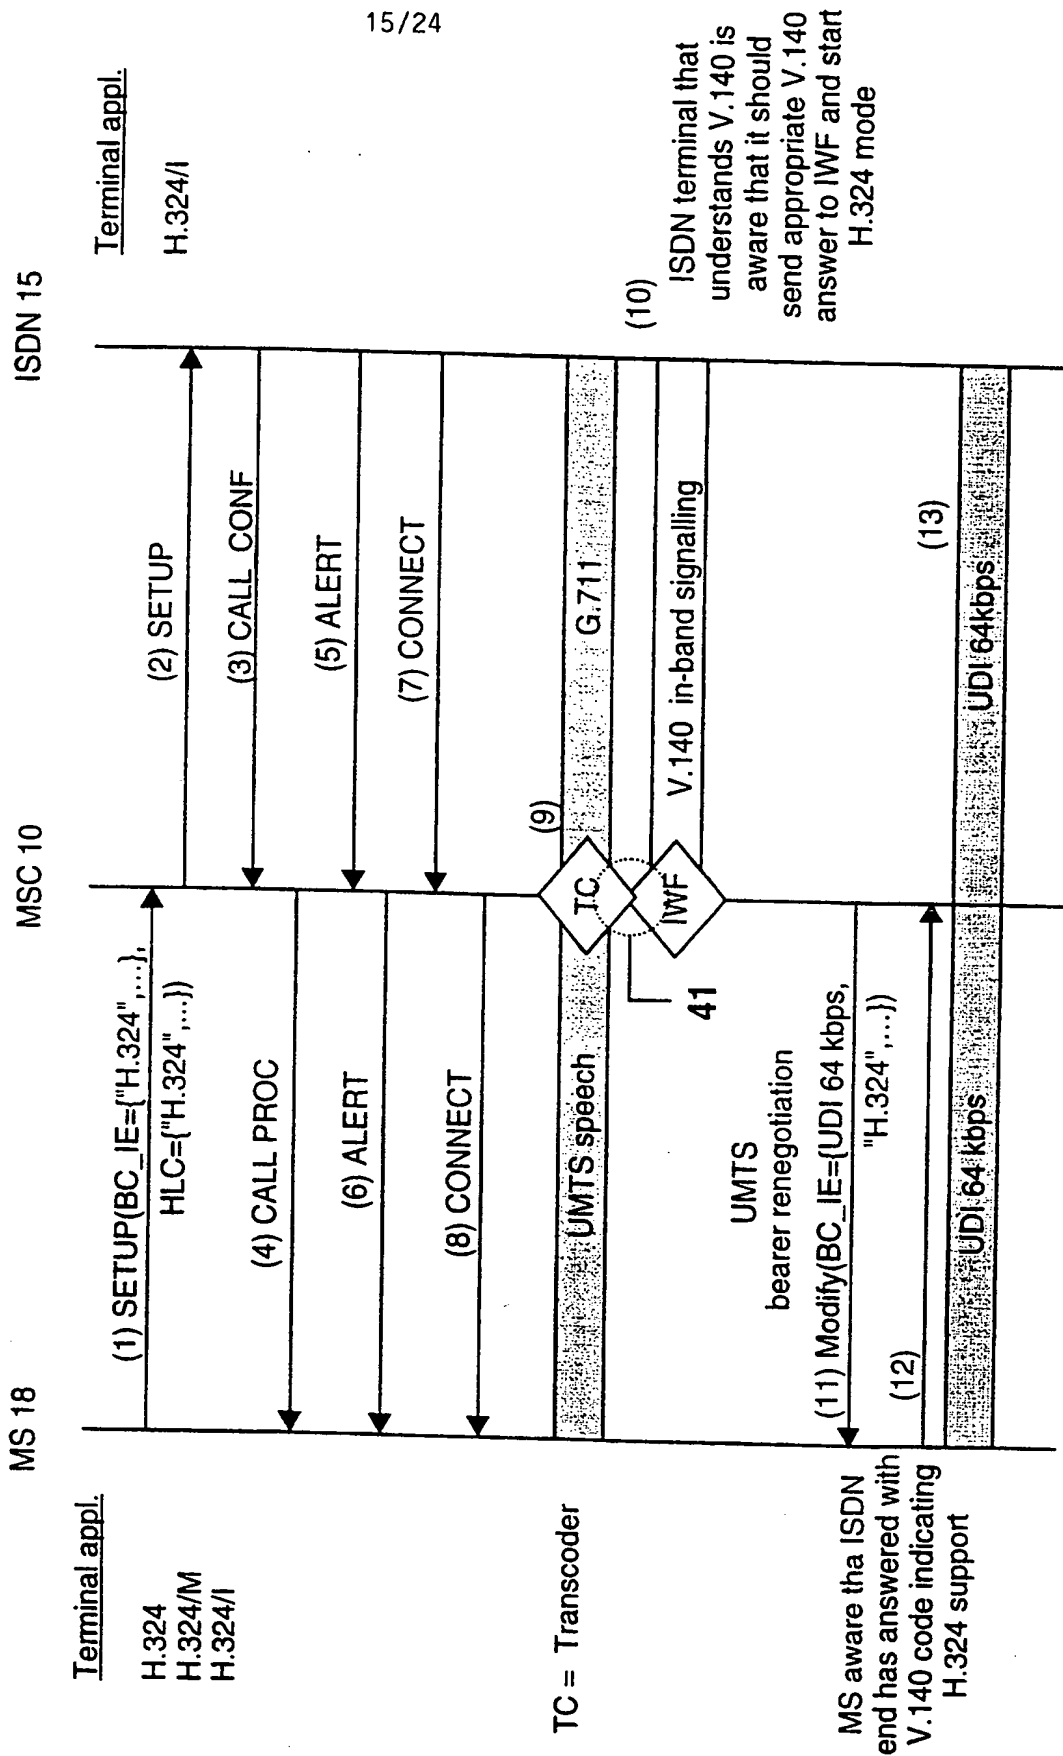 15/24
MS 18
MSC 10
ISDN 15
Terminal appl.
H.324
H.324/M
H.324/I
Terminal appl.
H.324/I
(1) SETUP(BC_IE={"H.324",...},
HLC={"H.324",...})
(2) SETUP
(3) CALL CONF
(4) CALL PROC
(5) ALERT
(6) ALERT
(7) CONNECT
(8) CONNECT
(9)
TC = Transcoder
UMTS speech
TC
G.711
41
IWF
V.140 in-band signalling
(10)
ISDN terminal that
understands V.140 is
aware that it should
send appropriate V.140
answer to IWF and start
H.324 mode
UMTS
bearer renegotiation
(11) Modify(BC_IE={UDI 64 kbps,
"H.324",...})
MS aware tha ISDN
end has answered with
V.140 code indicating
H.324 support
(12)
(13)
UDI 64 kbps
UDI 64kbps